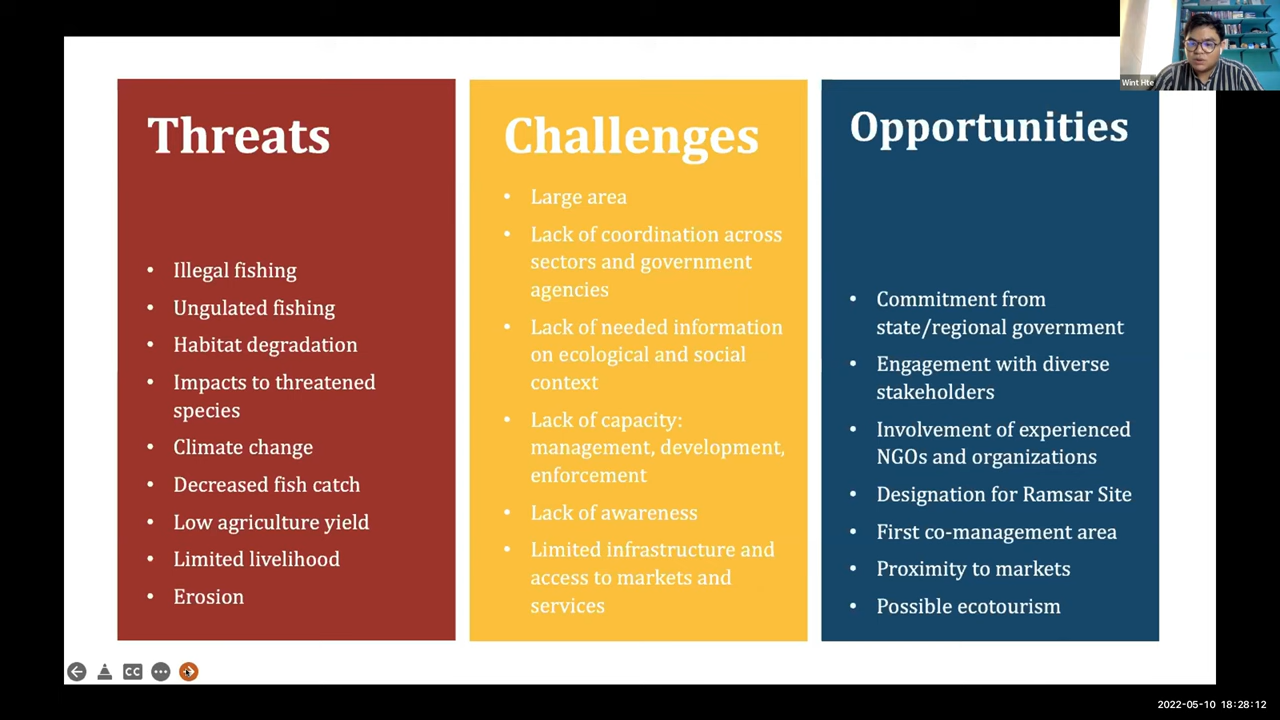 Threats
• Illegal fishing
• Ungulated fishing
• Habitat degradation
• Impacts to threatened
species
• Climate change
• Decreased fish catch
• Low agriculture yield
• Limited livelihood
• Erosion
Challenges
• Large area
• Lack of coordination across
sectors and government
agencies
• Lack of needed information
on ecological and social
context
• Lack of capacity:
management, development,
enforcement
• Lack of awareness
• Limited infrastructure and
access to markets and
services
Opportunities
• Commitment from
state/regional government
• Engagement with diverse
stakeholders
• Involvement of experienced
NGOs and organizations
• Designation for Ramsar Site
• First co-management area
• Proximity to markets
• Possible ecotourism
Wint Hte
CC
2022-05-10 18:28:12